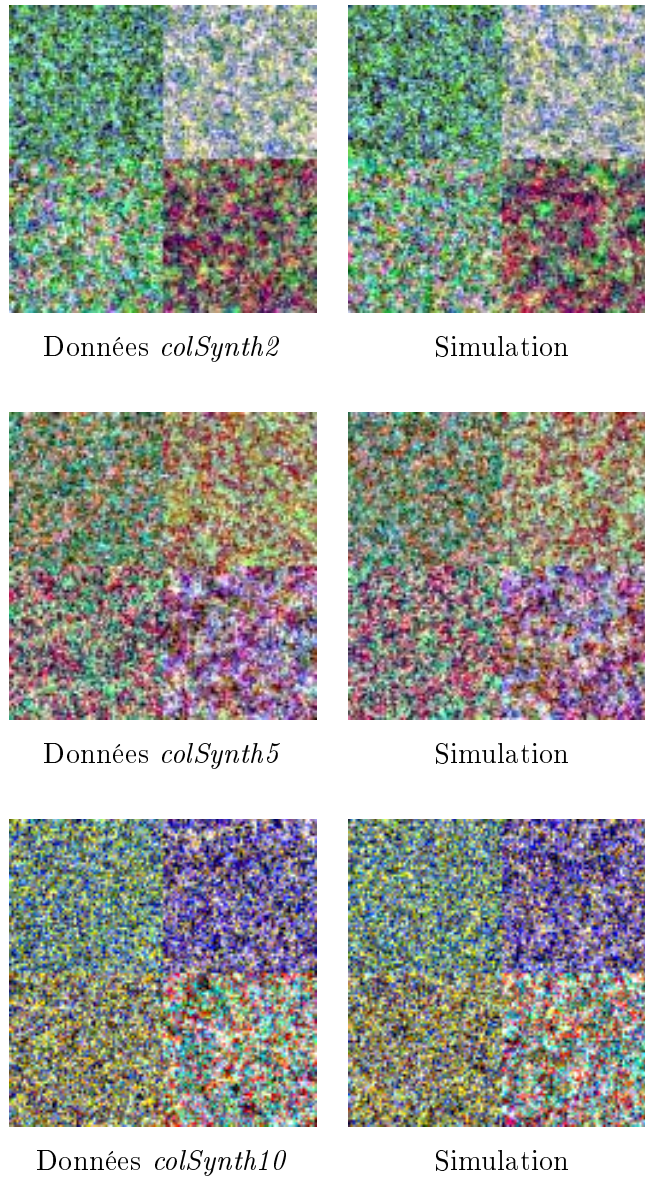 Données colSynth2
Simulation
Données colSynth5
Simulation
Données colSynth10
Simulation